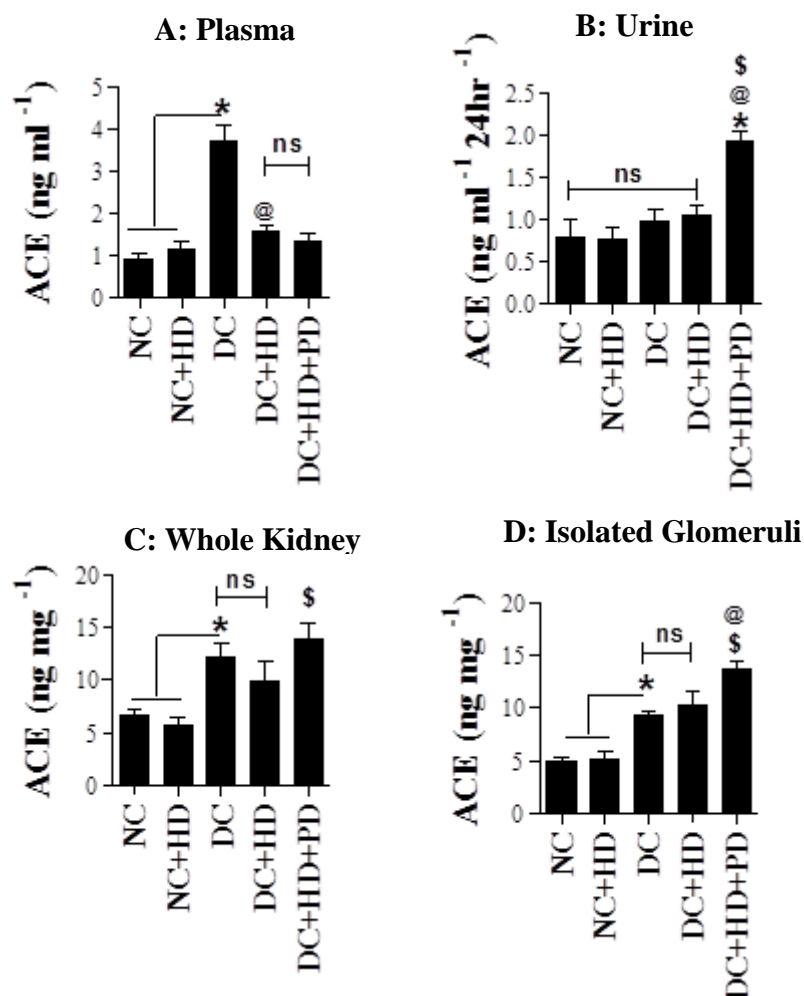 A: Plasma
ACE (ng ml -1)
5
4
3
2
1
0
*
@
ns
NC
NC+HD
DC
DC+HD
DC+HD+PD
B: Urine
ACE (ng ml -1 24hr -1)
2.5
2.0
1.5
1.0
0.5
0.0
ns
$
@
*
NC
NC+HD
DC
DC+HD
DC+HD+PD
C: Whole Kidney
ACE (ng mg -1)
20
15
10
5
0
*
ns
$
NC
NC+HD
DC
DC+HD
DC+HD+PD
D: Isolated Glomeruli
ACE (ng mg -1)
20
15
10
5
0
*
ns
@
$
NC
NC+HD
DC
DC+HD
DC+HD+PD